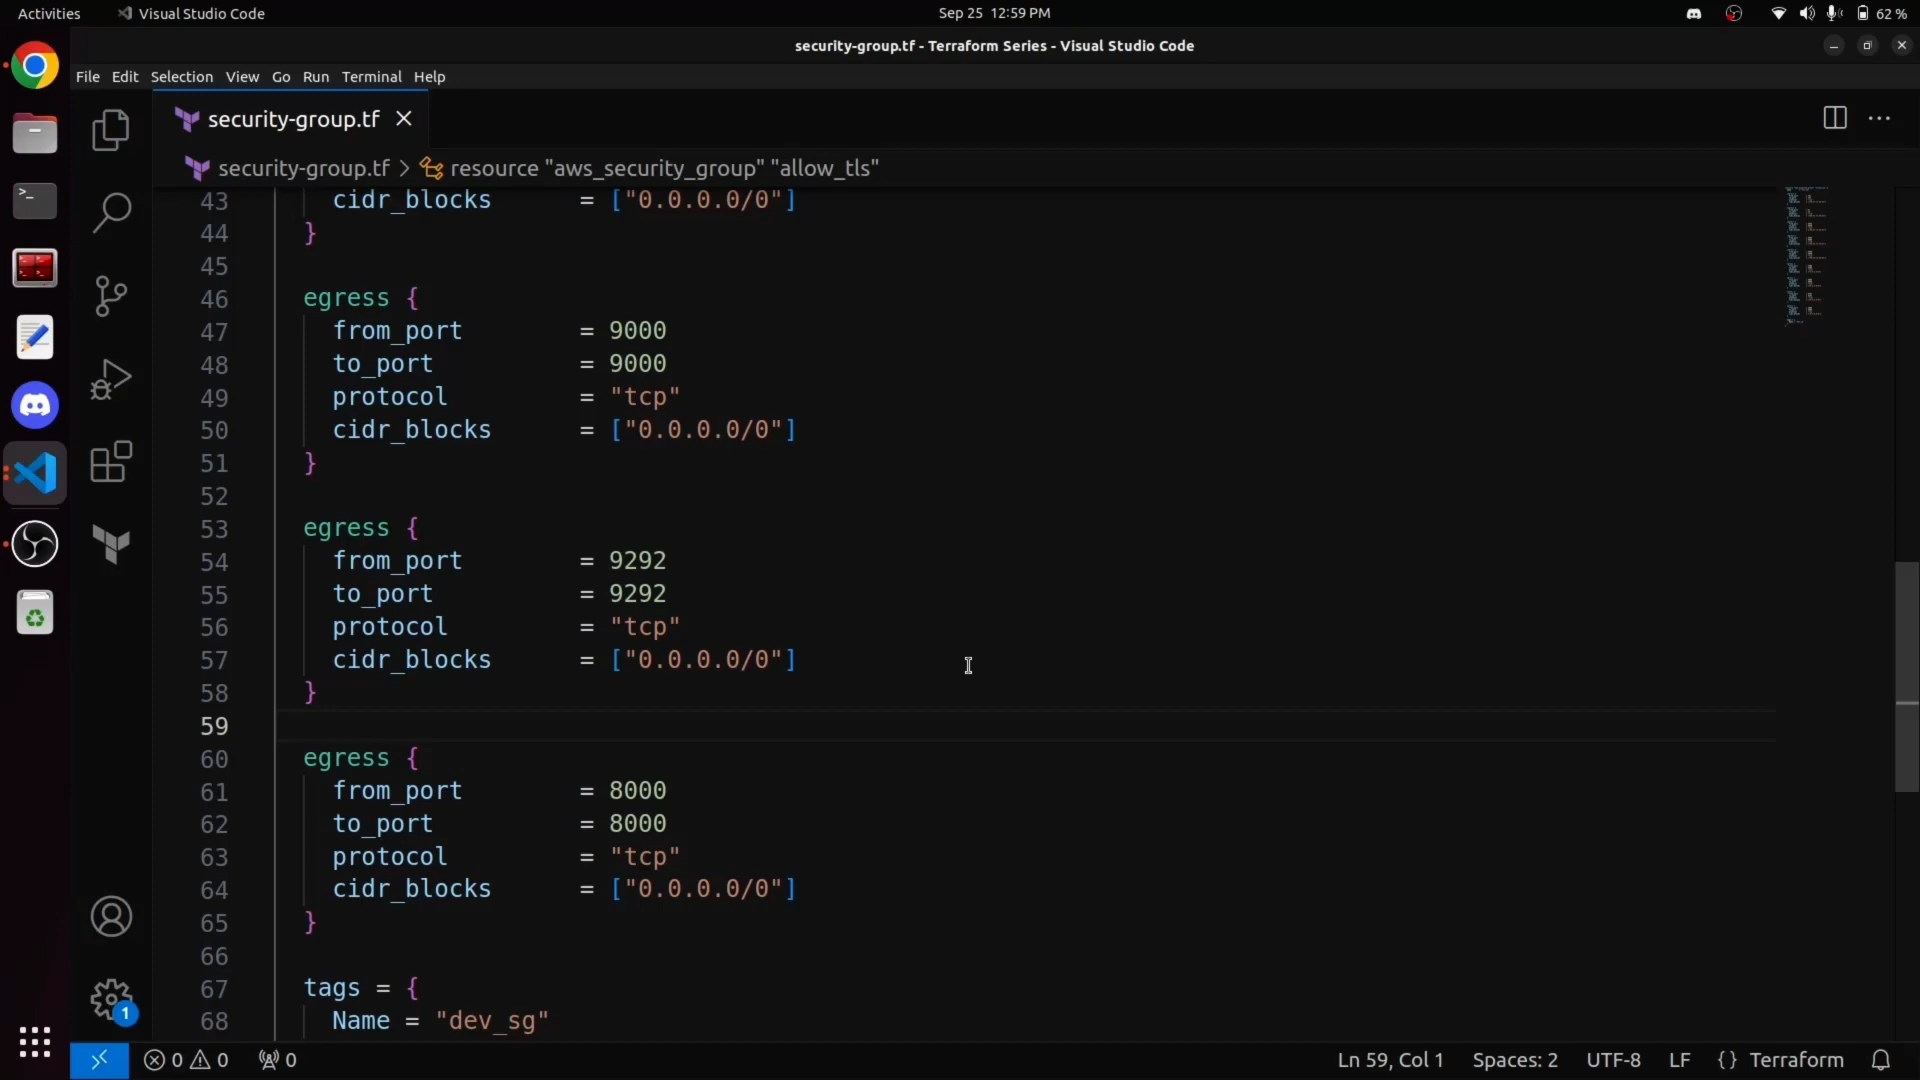 Activities Visual Studio Code Sep 25 12:59 PM 62 %
security-group.tf - Terraform Series - Visual Studio Code
File Edit Selection View Go Run Terminal Help
security-group.tf
security-group.tf > resource "aws_security_group" "allow_tls"
43 cidr_blocks = ["0.0.0.0/0"]
44 }
45
46 egress {
47 from_port = 9000
48 to_port = 9000
49 protocol = "tcp"
50 cidr_blocks = ["0.0.0.0/0"]
51 }
52
53 egress {
54 from_port = 9292
55 to_port = 9292
56 protocol = "tcp"
57 cidr_blocks = ["0.0.0.0/0"]
58 }
59
60 egress {
61 from_port = 8000
62 to_port = 8000
63 protocol = "tcp"
64 cidr_blocks = ["0.0.0.0/0"]
65 }
66
67 tags = {
68 Name = "dev_sg"
1
0 0 0 Ln 59, Col 1 Spaces: 2 UTF-8 LF {} Terraform